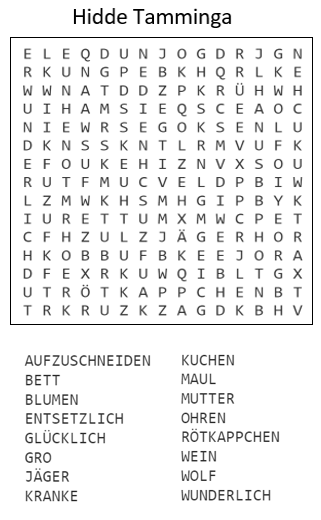 Hidde Tamminga
E L E Q D U N J O G D R J G N
R K U N G P E B K H Q R L K E
W W N A T D D Z P K R Ü H W H
U I H A M S I E Q S C E A O C
N I E W R S E G O K S E N L U
D K N S S K N T L R M V U F K
E F O U K E H I Z N V X S O U
R U T F M U C V E L D P B I W
L Z M W K H S M H G I P B Y K
I U R E T T U M X M W C P E T
C F H Z U L Z J Ä G E R H O R
H K O B B U F B K E E J O R A
D F E X R K U W Q I B L T G X
U T R Ö T K A P P C H E N B T
T R K R U Z K Z A G D K B H V
AUFZUSCHNEIDEN KUCHEN
BETT MAUL
BLUMEN MUTTER
ENTSETZLICH OHREN
GLÜCKLICH RÖTKAPPCHEN
GRO WEIN
JÄGER WOLF
KRANKE WUNDERLICH